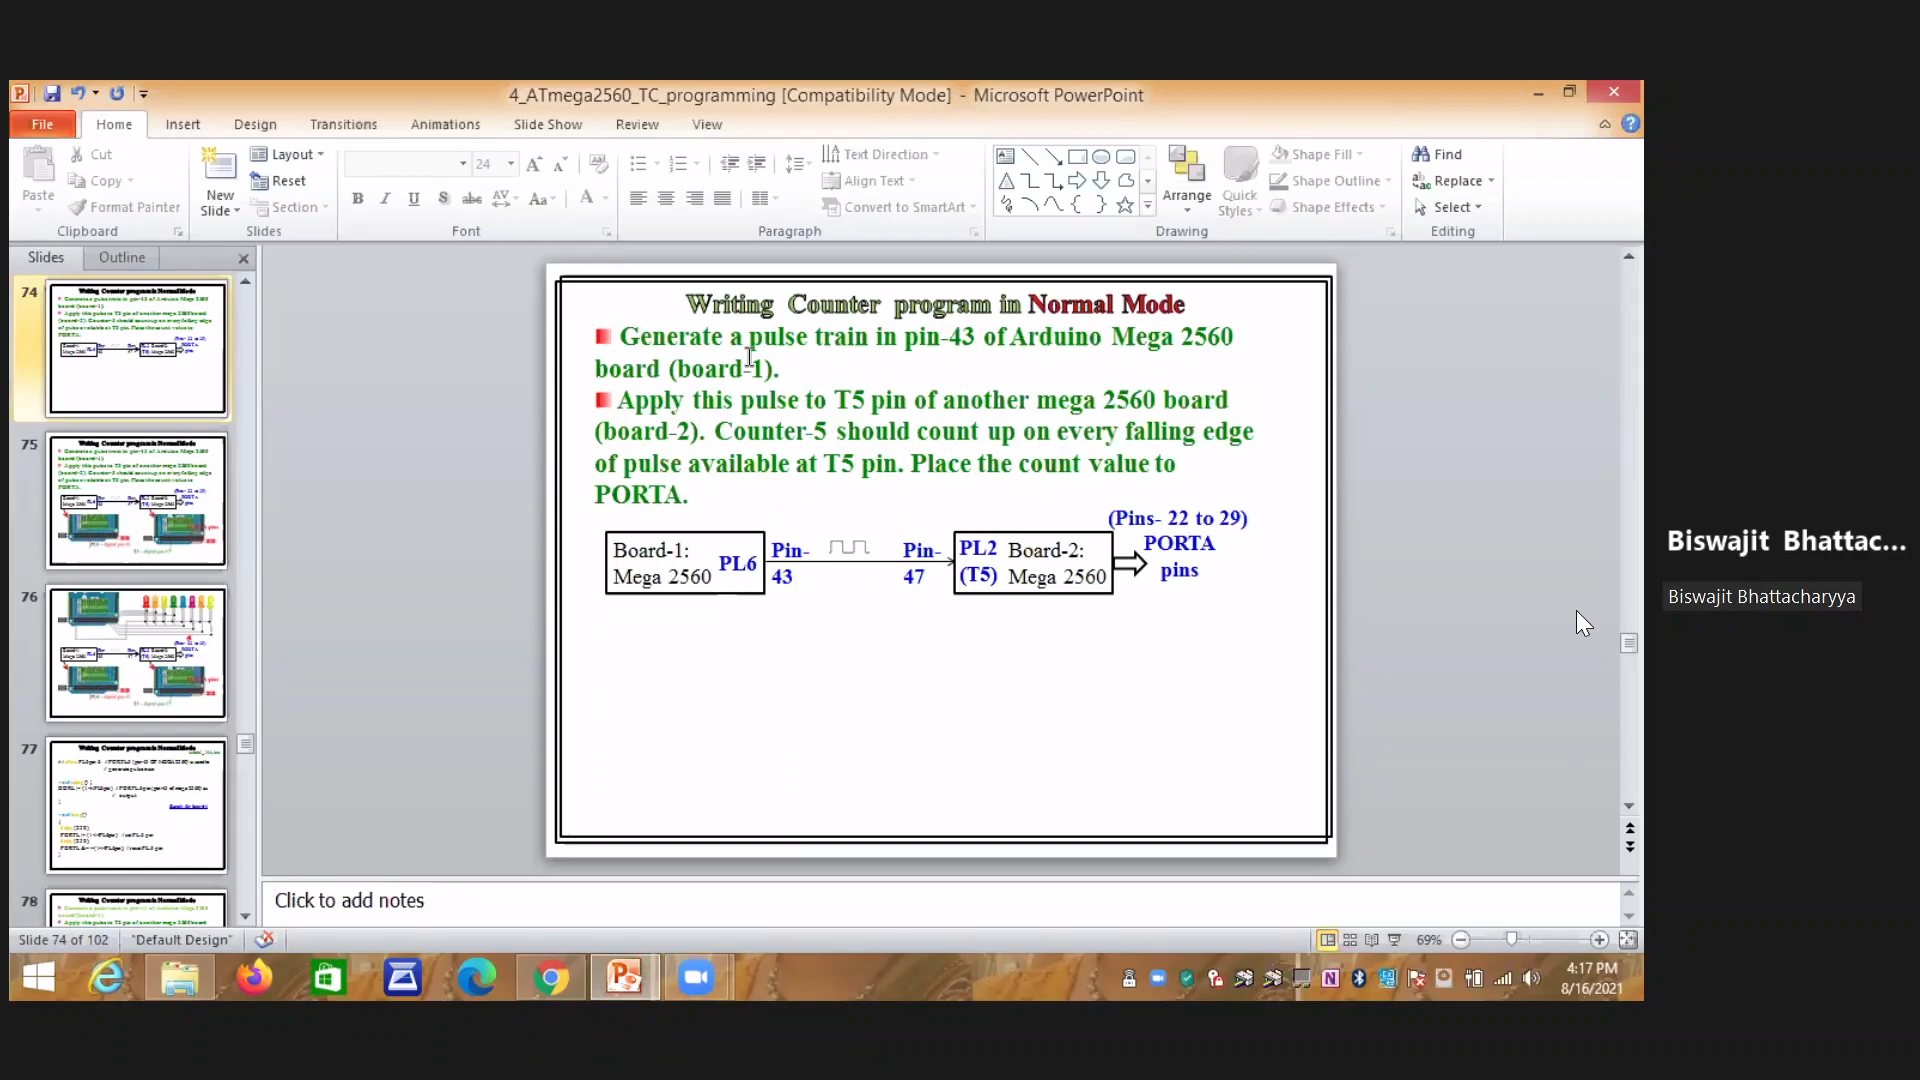 4_ATmega2560_TC_programming [Compatibility Mode] - Microsoft PowerPoint
File Home Insert Design Transitions Animations Slide Show Review View
Paste
Cut
Copy
Format Painter
Clipboard
New Slide
Layout
Reset
Section
Slides
24
Font
Text Direction
Align Text
Convert to SmartArt
Paragraph
Arrange
Quick Styles
Shape Fill
Shape Outline
Shape Effects
Drawing
Find
Replace
Select
Editing
Slides Outline
74
75
76
77
78
Writing Counter program in Normal Mode
Generate a pulse train in pin-43 of Arduino Mega 2560
board (board-1).
Apply this pulse to T5 pin of another mega 2560 board
(board-2). Counter-5 should count up on every falling edge
of pulse available at T5 pin. Place the count value to
PORTA.
(Pins- 22 to 29)
Board-1:
Mega 2560
PL6
Pin-
43
Pin-
47
PL2
(T5)
Board-2:
Mega 2560
PORTA
pins
Click to add notes
Slide 74 of 102 "Default Design" 69%
4:17 PM
8/16/2021
Biswajit Bhattac...
Biswajit Bhattacharyya